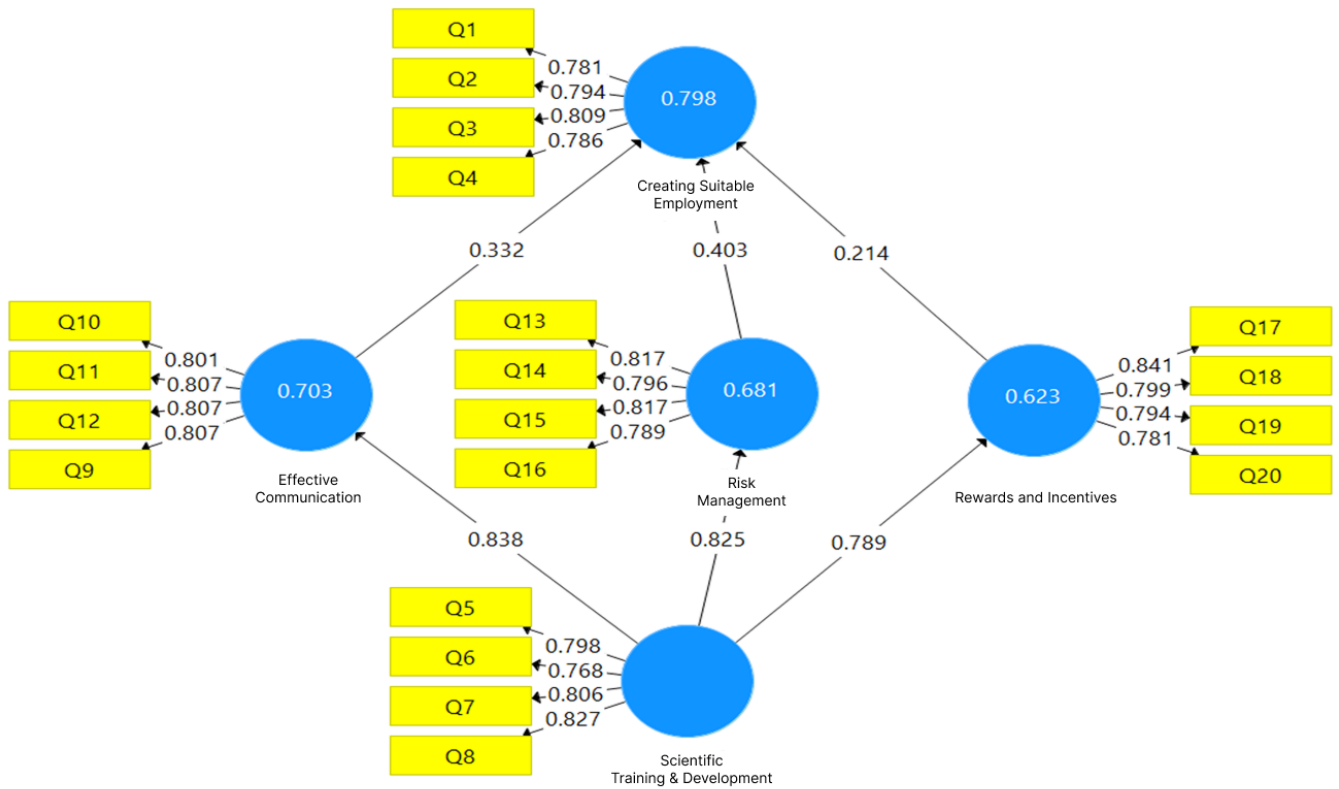 Q1
Q2
Q3
Q4
0.781
0.794
0.809
0.786
0.798
Creating Suitable
Employment
0.332
0.403
0.214
Q10
Q11
Q12
Q9
0.801
0.807
0.807
0.807
0.703
Effective
Communication
Q13
Q14
Q15
Q16
0.817
0.796
0.817
0.789
0.681
Risk
Management
0.623
Rewards and Incentives
0.841
0.799
0.794
0.781
Q17
Q18
Q19
Q20
0.838
0.825
0.789
Q5
Q6
Q7
Q8
0.798
0.768
0.806
0.827
Scientific
Training & Development